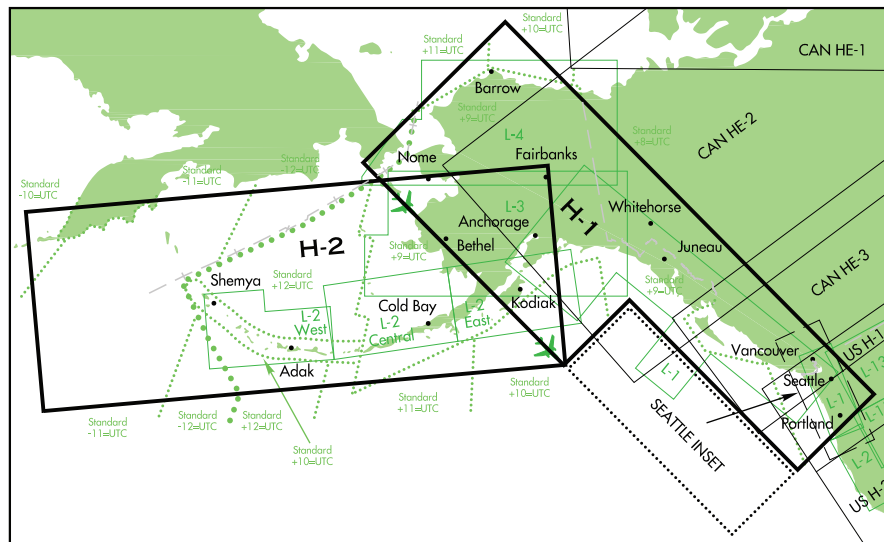 Standard
+10=UTC
Standard
+11=UTC
CAN HE-1
Barrow
Standard
+9=UTC
L-4
Standard
+8=UTC
CAN HE-2
Standard
-12=UTC
Nome
Fairbanks
Standard
-11=UTC
Standard
-10=UTC
L-3
H-1
Whitehorse
Anchorage
H-2
Bethel
Standard
+9=UTC
Juneau
CAN HE-3
Shemya
Standard
+12=UTC
Standard
+9=UTC
Kodiak
Cold Bay
L-2
West
L-2
Central
L-2
East
Adak
Vancouver
US H-1
L-13
L-1
Seattle
L-1
Portland
SEATTLE INSET
Standard
+10=UTC
Standard
+11=UTC
Standard
-11=UTC
Standard
-12=UTC
Standard
+12=UTC
Standard
+10=UTC
L-2